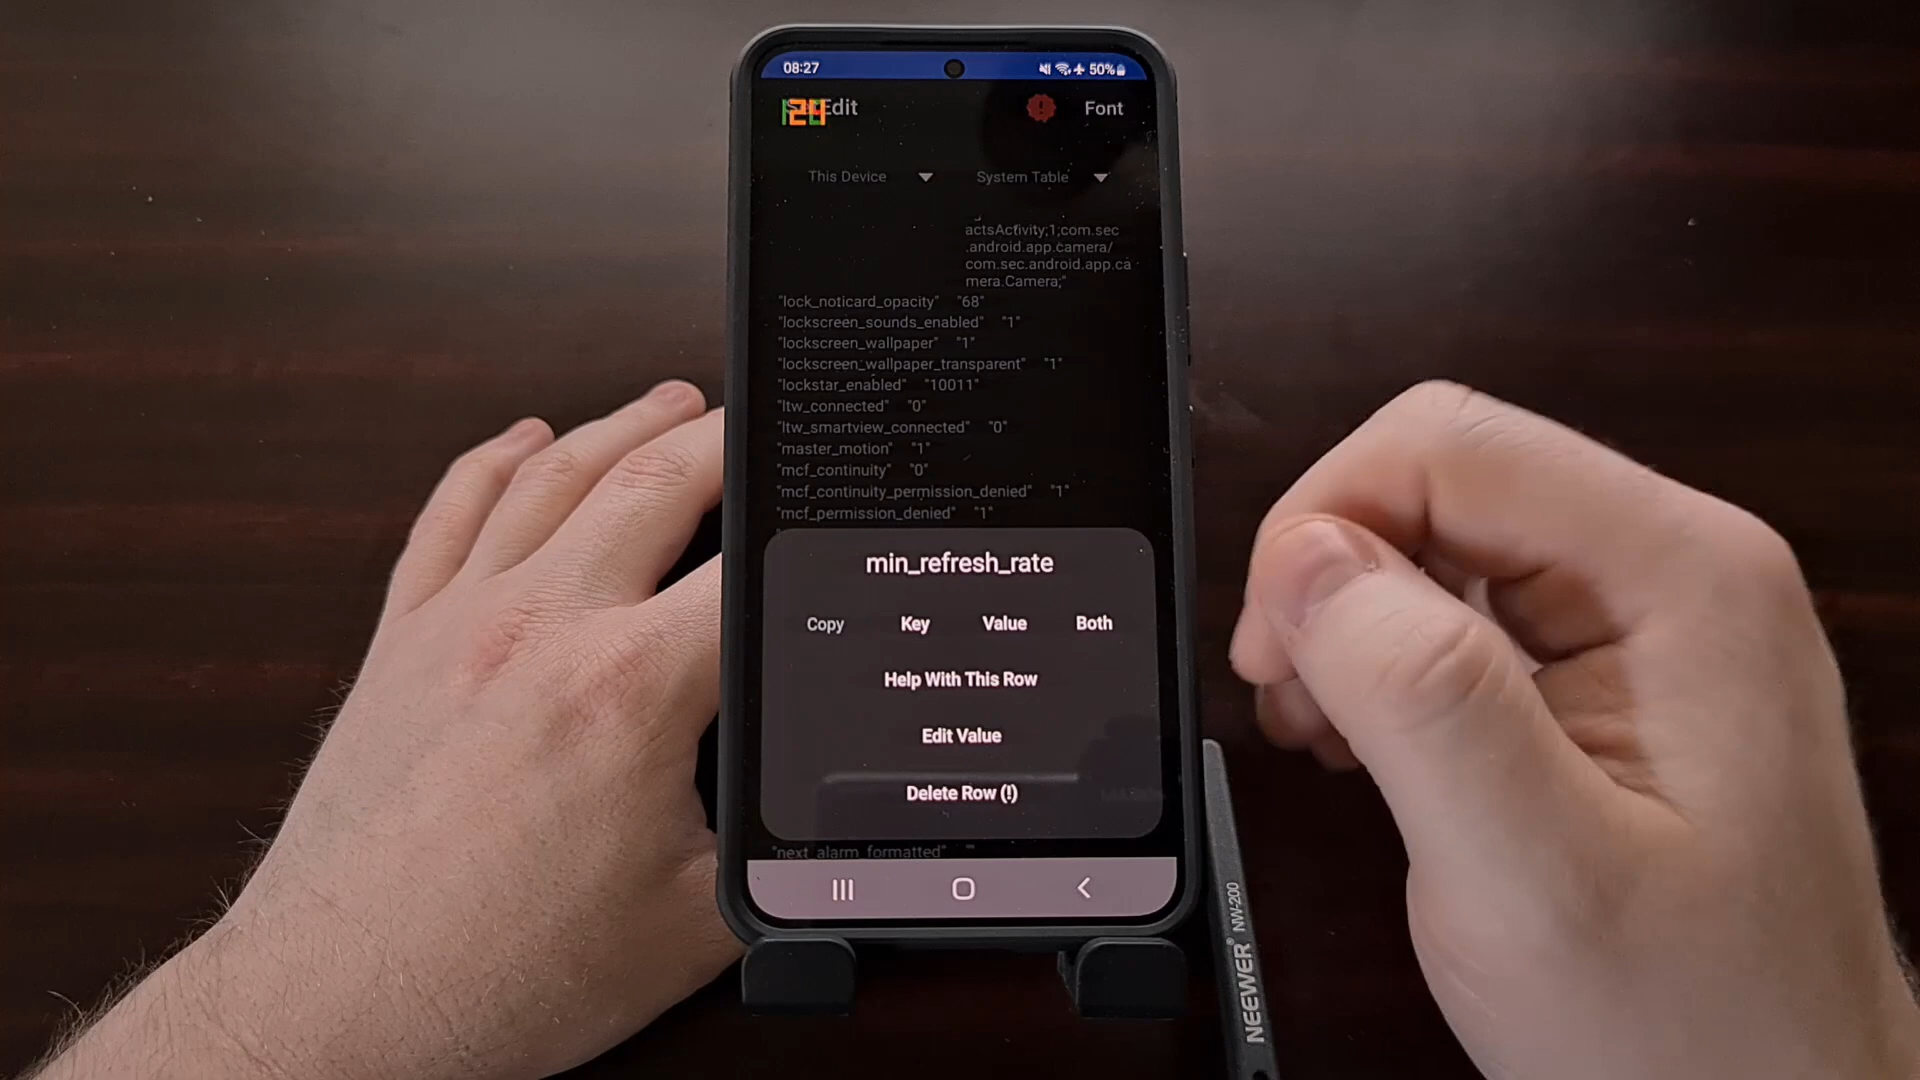 08:27 50%
SetEdit Font
This Device System Table
actsActivity;1;com.sec
.android.app.camera/
com.sec.android.app.ca
mera.Camera;"
"lock_noticard_opacity" "68"
"lockscreen_sounds_enabled" "1"
"lockscreen_wallpaper" "1"
"lockscreen_wallpaper_transparent" "1"
"lockstar_enabled" "10011"
"ltw_connected" "0"
"ltw_smartview_connected" "0"
"master_motion" "1"
"mcf_continuity" "0"
"mcf_continuity_permission_denied" "1"
"mcf_permission_denied" "1"
min_refresh_rate
Copy Key Value Both
Help With This Row
Edit Value
Delete Row (!)
"next_alarm_formatted" ""
NEEWER® NW-200